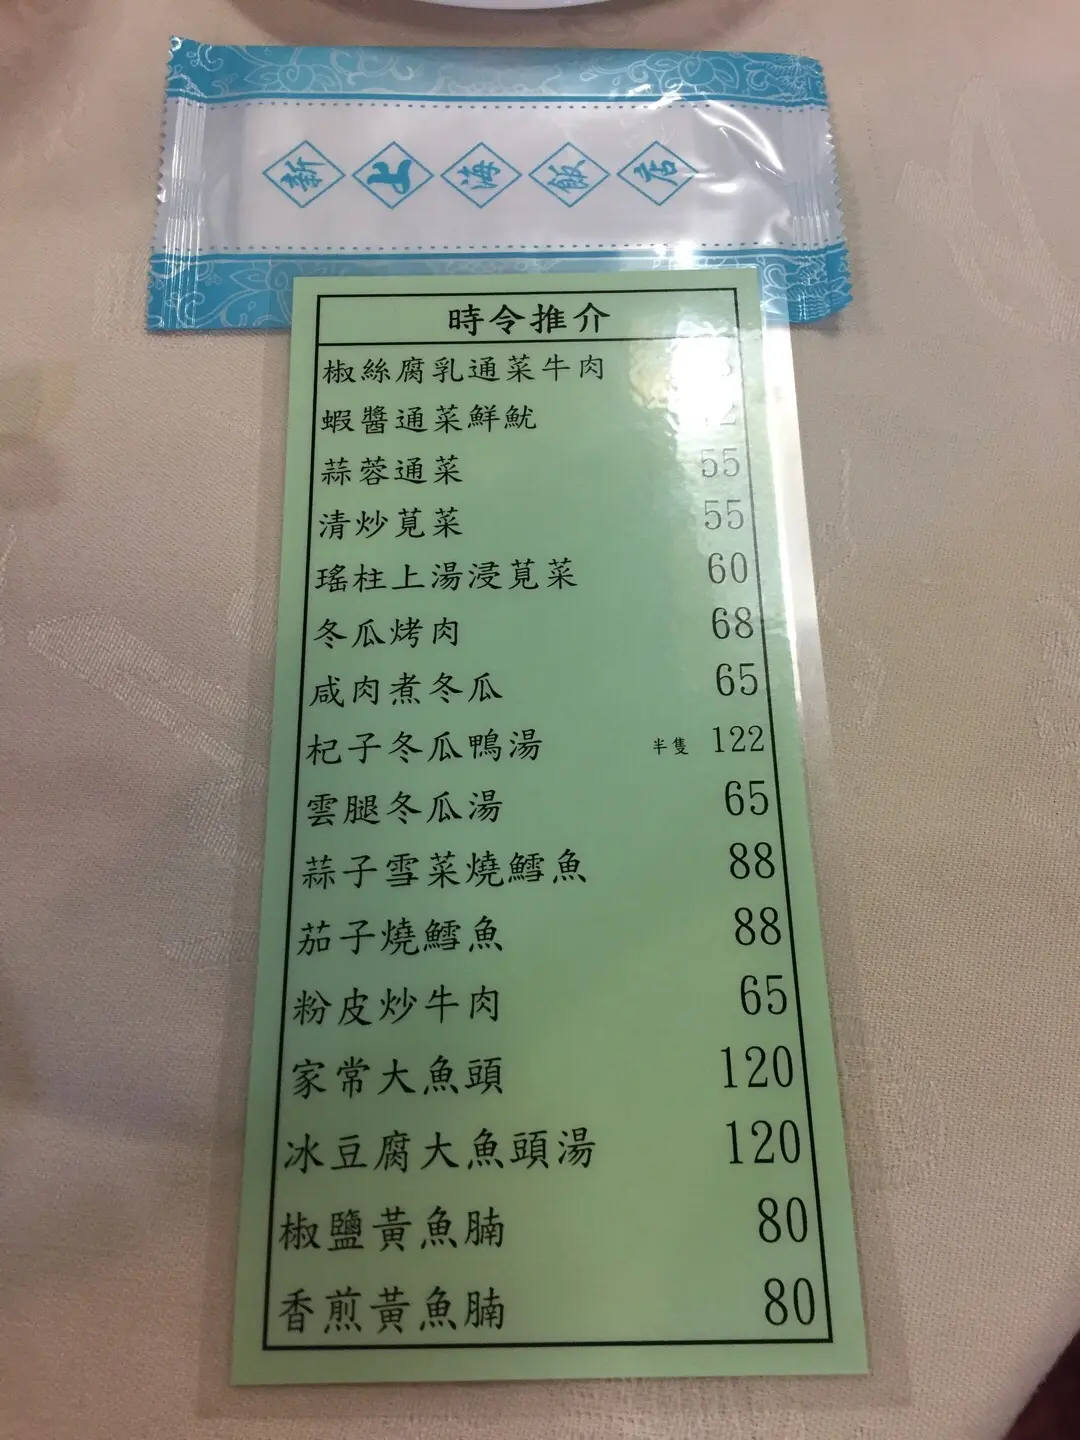 新上海飯店
時令推介
椒絲腐乳通菜牛肉
蝦醬通菜鮮魷
蒜蓉通菜 55
清炒莧菜 55
瑤柱上湯浸莧菜 60
冬瓜烤肉 68
咸肉煮冬瓜 65
杞子冬瓜鴨湯 半隻 122
雲腿冬瓜湯 65
蒜子雪菜燒鱈魚 88
茄子燒鱈魚 88
粉皮炒牛肉 65
家常大魚頭 120
冰豆腐大魚頭湯 120
椒鹽黃魚腩 80
香煎黃魚腩 80